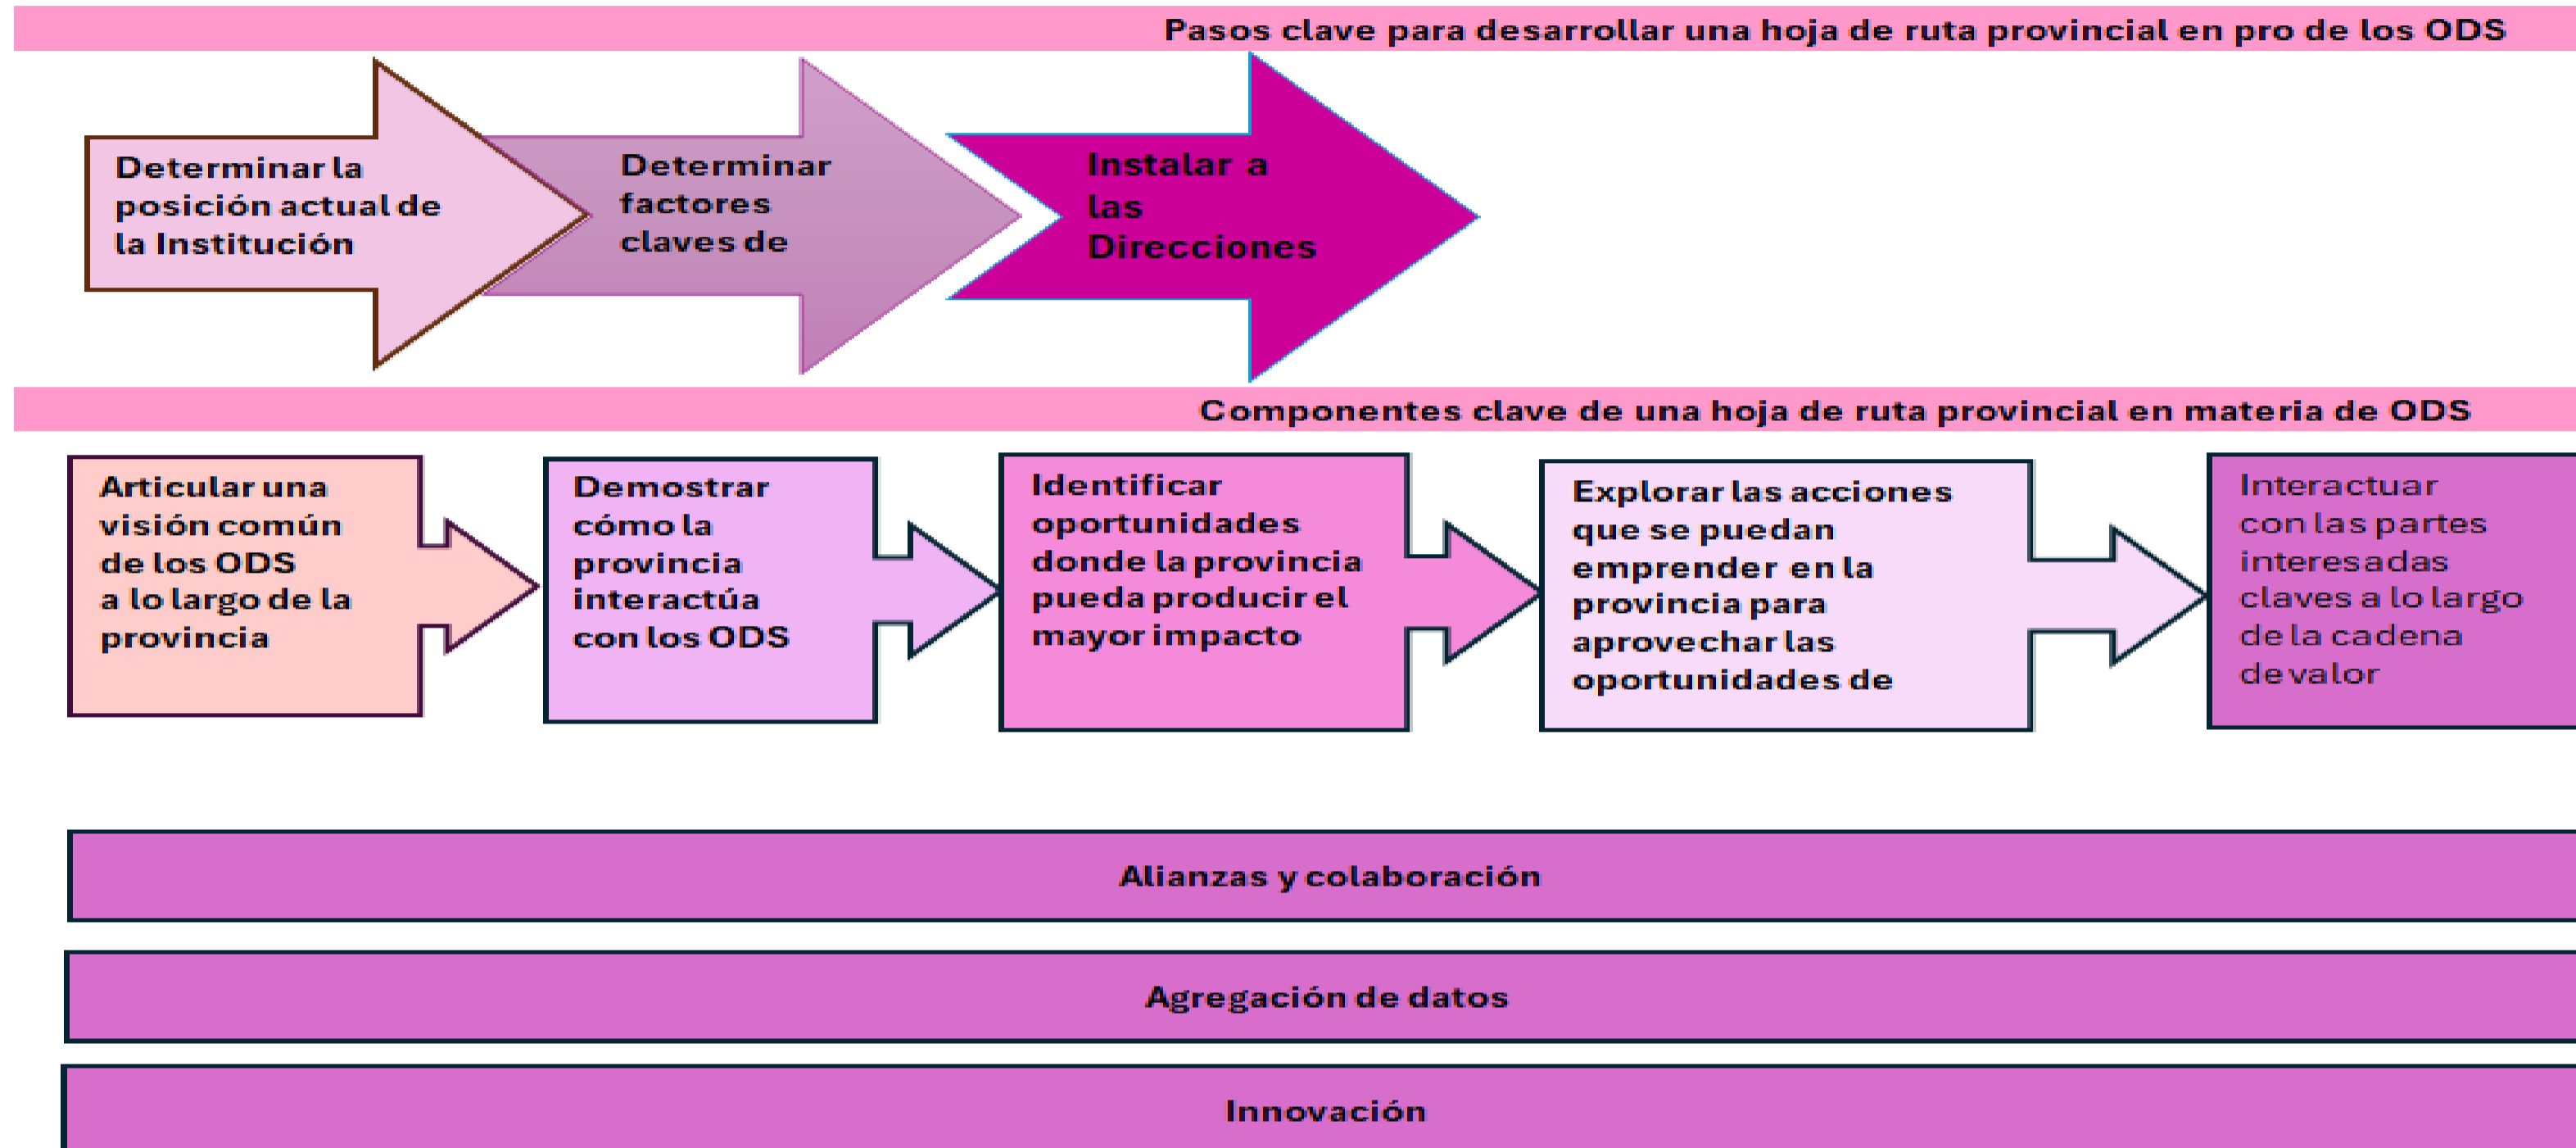 Pasos clave para desarrollar una hoja de ruta provincial en pro de los ODS
Determinar la
posición actual de
la Institución
Determinar
factores
claves de
Instalar a
las
Direcciones
Componentes clave de una hoja de ruta provincial en materia de ODS
Articular una
visión común
de los ODS
a lo largo de la
provincia
Demostrar
cómo la
provincia
interactúa
con los ODS
Identificar
oportunidades
donde la provincia
pueda producir el
mayor impacto
Explorar las acciones
que se puedan
emprender en la
provincia para
aprovechar las
oportunidades de
Interactuar
con las partes
interesadas
claves a lo largo
de la cadena
de valor
Alianzas y colaboración
Agregación de datos
Innovación